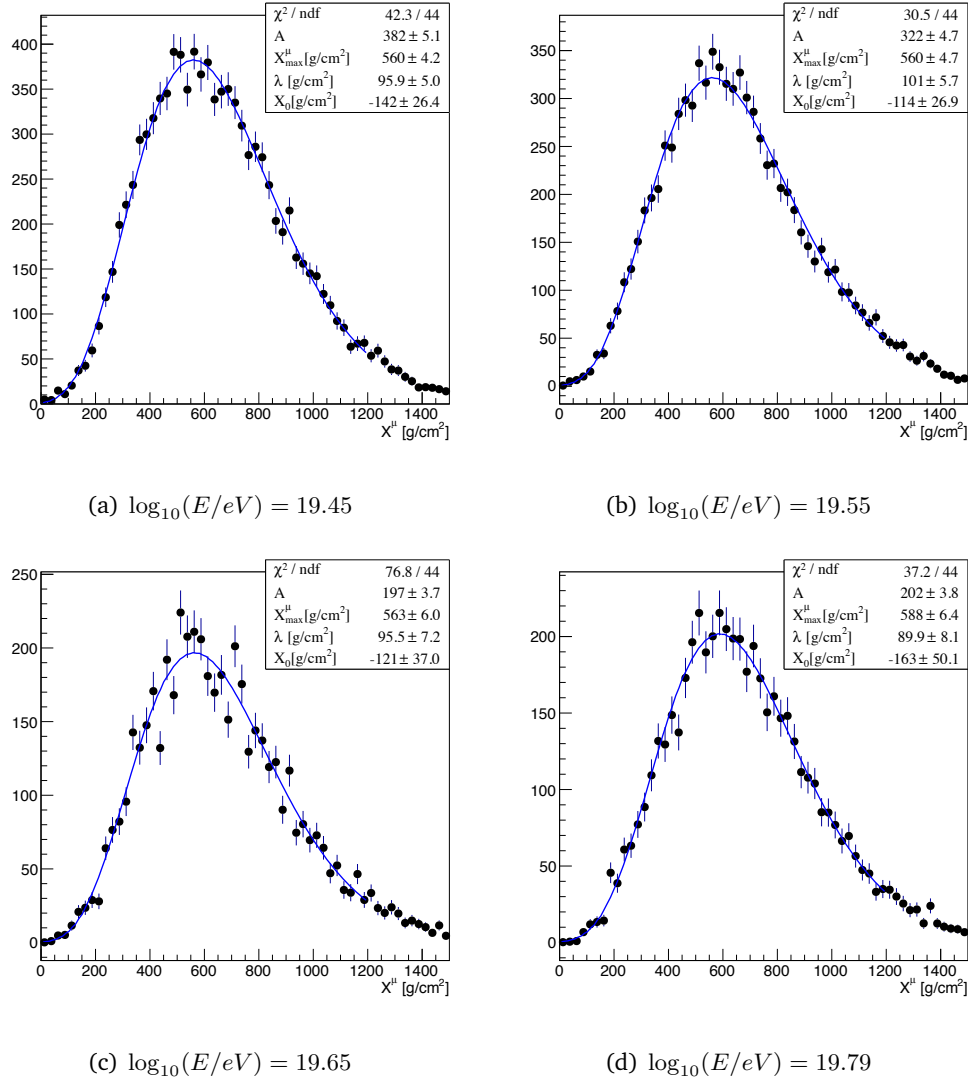 χ² / ndf 42.3 / 44
A 382 ± 5.1
X^μ_max[g/cm²] 560 ± 4.2
λ [g/cm²] 95.9 ± 5.0
X₀[g/cm²] -142 ± 26.4
400
350
300
250
200
150
100
50
0
0 200 400 600 800 1000 1200 1400
X^μ [g/cm²]
(a) log₁₀(E/eV) = 19.45
χ² / ndf 30.5 / 44
A 322 ± 4.7
X^μ_max[g/cm²] 560 ± 4.7
λ [g/cm²] 101 ± 5.7
X₀[g/cm²] -114 ± 26.9
350
300
250
200
150
100
50
0
0 200 400 600 800 1000 1200 1400
X^μ [g/cm²]
(b) log₁₀(E/eV) = 19.55
χ² / ndf 76.8 / 44
A 197 ± 3.7
X^μ_max[g/cm²] 563 ± 6.0
λ [g/cm²] 95.5 ± 7.2
X₀[g/cm²] -121 ± 37.0
250
200
150
100
50
0
0 200 400 600 800 1000 1200 1400
X^μ [g/cm²]
(c) log₁₀(E/eV) = 19.65
χ² / ndf 37.2 / 44
A 202 ± 3.8
X^μ_max[g/cm²] 588 ± 6.4
λ [g/cm²] 89.9 ± 8.1
X₀[g/cm²] -163 ± 50.1
200
150
100
50
0
0 200 400 600 800 1000 1200 1400
X^μ [g/cm²]
(d) log₁₀(E/eV) = 19.79